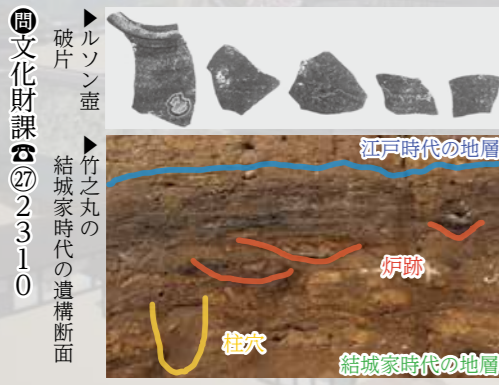 ▶ルソン壺
破片
▶竹之丸の
結城家時代の遺構断面
問文化財課☎㉗2310
江戸時代の地層
炉跡
柱穴
結城家時代の地層